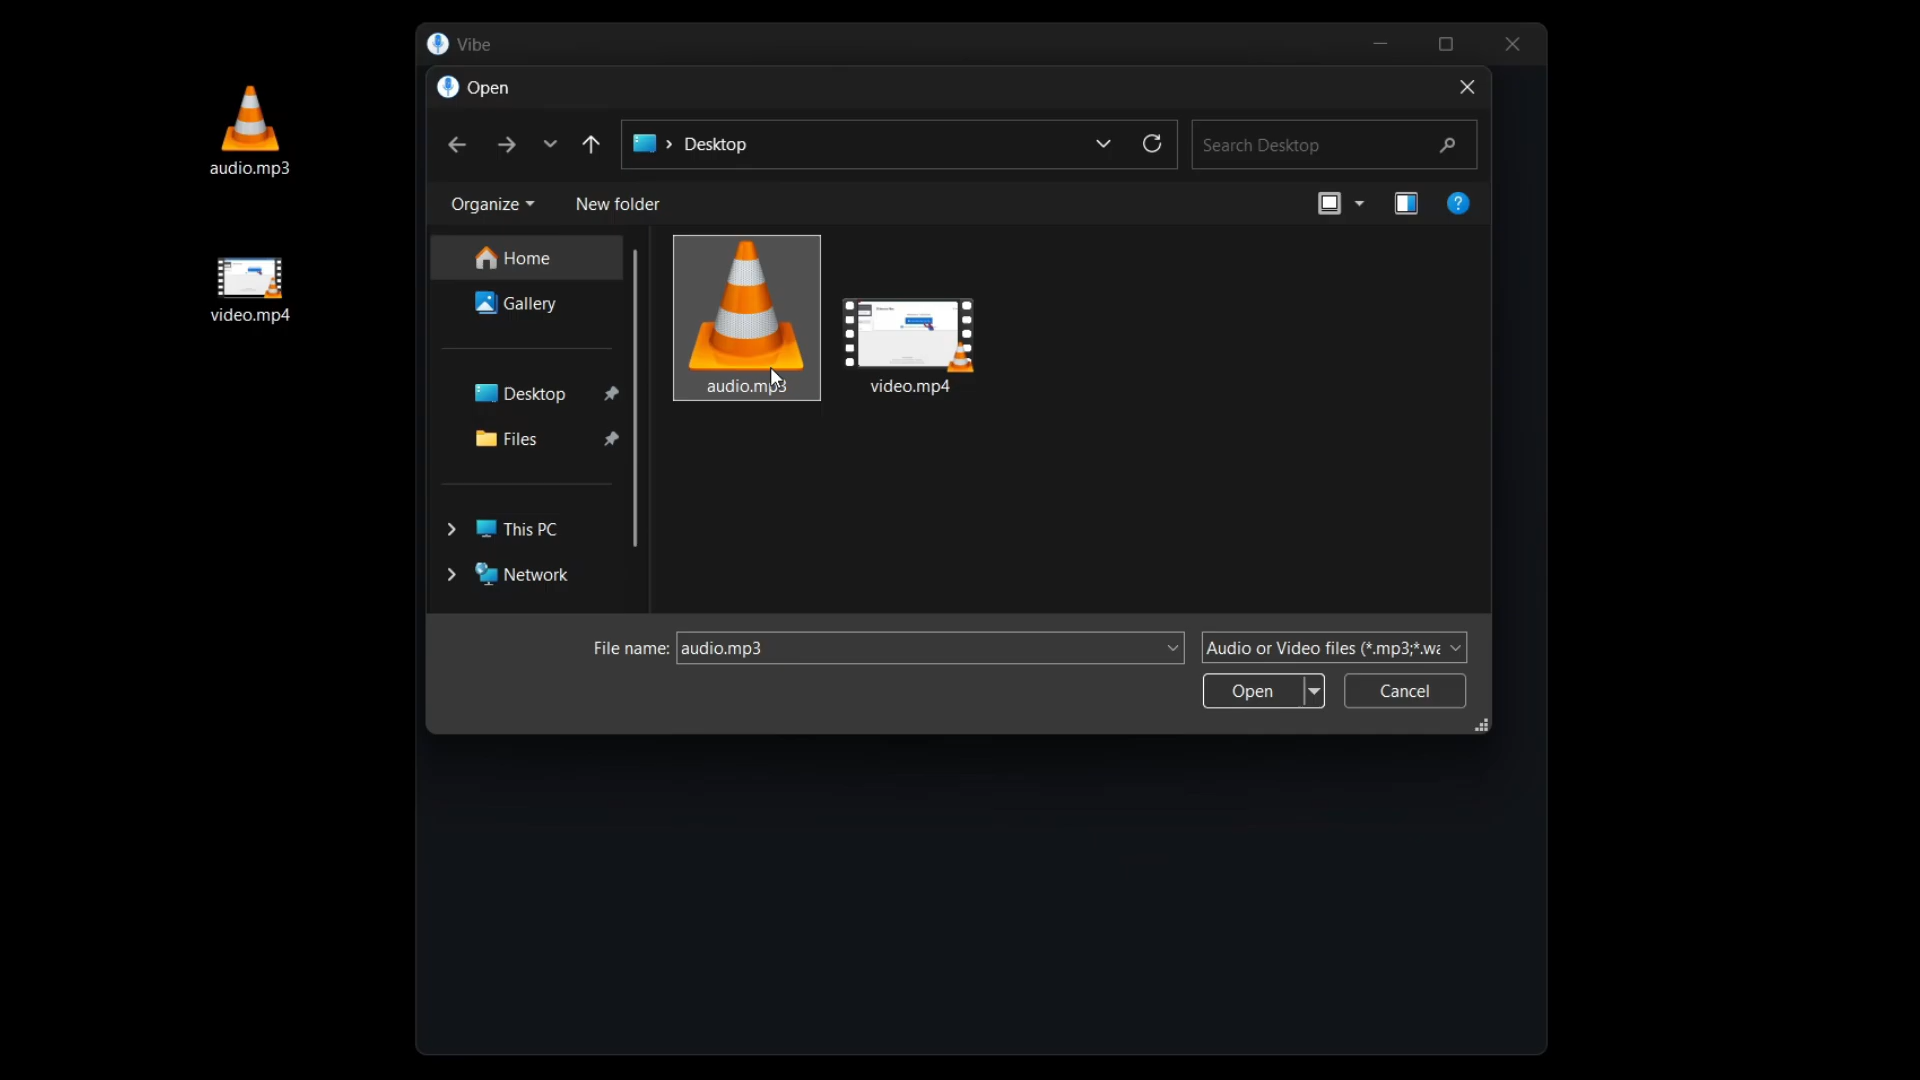 Vibe
Open
audio.mp3
Desktop
Search Desktop
Organize
New folder
Home
Gallery
video.mp4
Desktop
audio.mp3
video.mp4
Files
This PC
Network
File name:
audio.mp3
Audio or Video files (*.mp3;*.wa
Open
Cancel